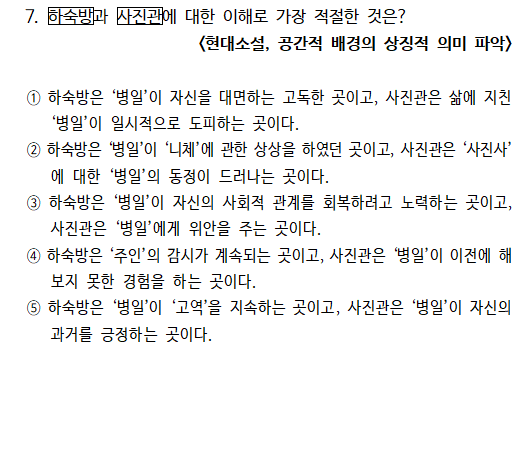 7. 하숙방과 사진관에 대한 이해로 가장 적절한 것은?
<현대소설, 공간적 배경의 상징적 의미 파악>
① 하숙방은 ‘병일’이 자신을 대면하는 고독한 곳이고, 사진관은 삶에 지친
‘병일’이 일시적으로 도피하는 곳이다.
② 하숙방은 ‘병일’이 ‘니체’에 관한 상상을 하였던 곳이고, 사진관은 ‘사진사’
에 대한 ‘병일’의 동정이 드러나는 곳이다.
③ 하숙방은 ‘병일’이 자신의 사회적 관계를 회복하려고 노력하는 곳이고,
사진관은 ‘병일’에게 위안을 주는 곳이다.
④ 하숙방은 ‘주인’의 감시가 계속되는 곳이고, 사진관은 ‘병일’이 이전에 해
보지 못한 경험을 하는 곳이다.
⑤ 하숙방은 ‘병일’이 ‘고역’을 지속하는 곳이고, 사진관은 ‘병일’이 자신의
과거를 긍정하는 곳이다.